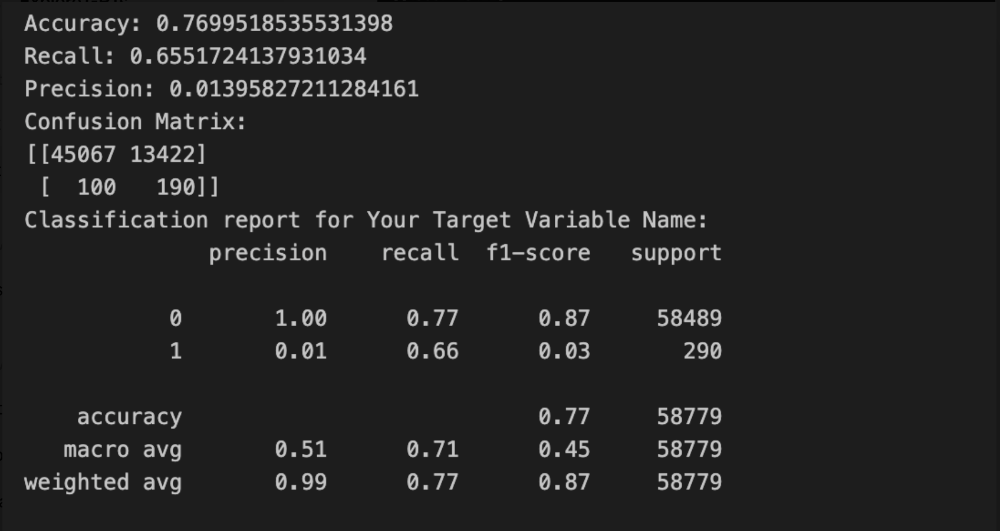 Accuracy: 0.7699518535531398
Recall: 0.6551724137931034
Precision: 0.01395827211284161
Confusion Matrix:
[[45067 13422]
 [  100   190]]
Classification report for Your Target Variable Name:
              precision    recall  f1-score   support

           0       1.00      0.77      0.87     58489
           1       0.01      0.66      0.03       290

    accuracy                           0.77     58779
   macro avg       0.51      0.71      0.45     58779
weighted avg       0.99      0.77      0.87     58779